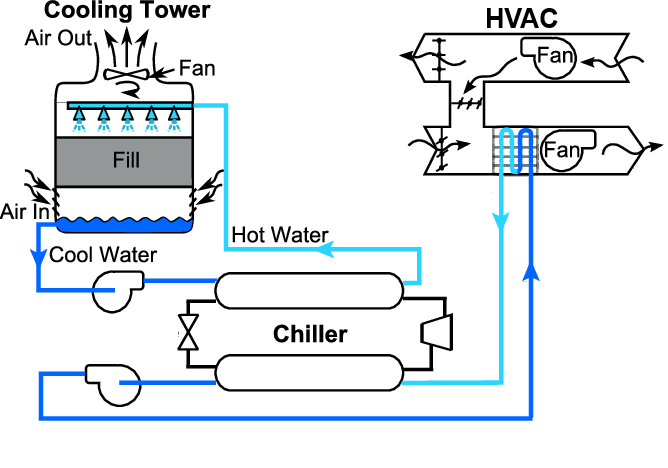 Cooling Tower
HVAC
Air Out
Fan
Fan
Fill
Fan
Air In
Hot Water
Cool Water
Chiller